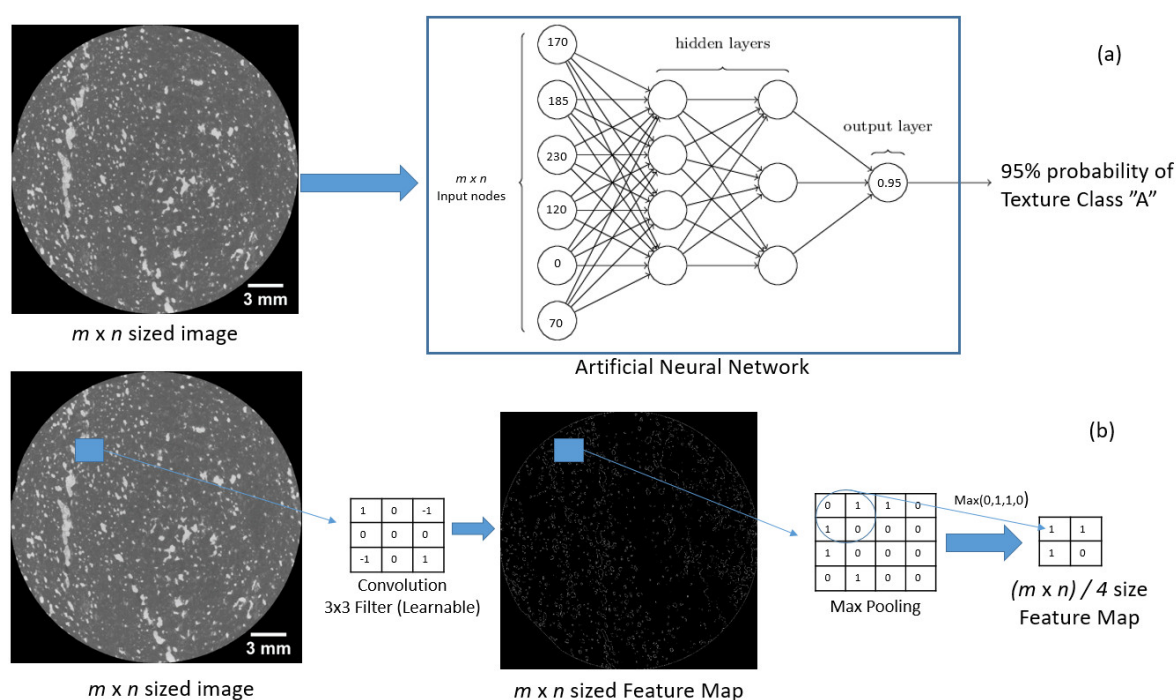 170
hidden layers
(a)
185
output layer
230
m x n
Input nodes
0.95
95% probability of
Texture Class ”A”
120
0
70
3 mm
m x n sized image
Artificial Neural Network
(b)
1 0 -1
0 0 0
-1 0 1
Convolution
3x3 Filter (Learnable)
0 1 1 0
1 0 0 0
1 0 0 0
0 1 0 0
Max Pooling
Max(0,1,1,0)
1 1
1 0
(m x n) / 4 size
Feature Map
3 mm
m x n sized image
m x n sized Feature Map